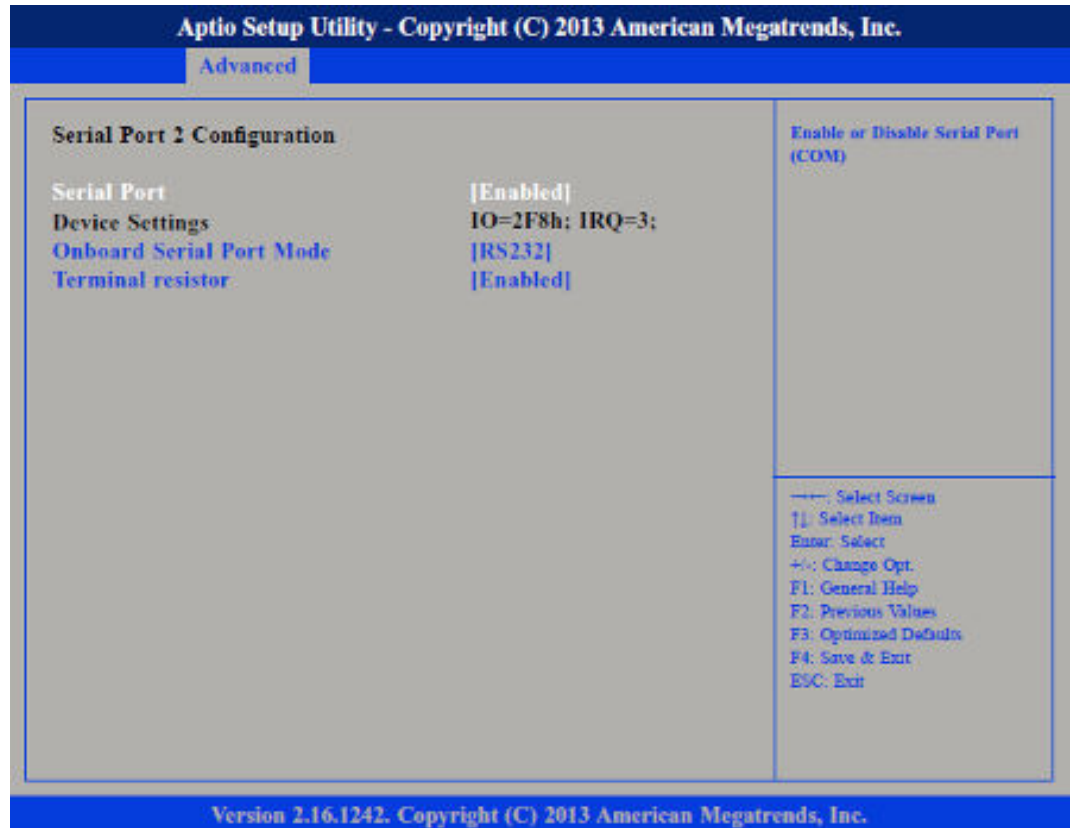 Aptio Setup Utility - Copyright (C) 2013 American Megatrends, Inc.
Advanced
Serial Port 2 Configuration
Serial Port [Enabled]
Device Settings IO=2F8h; IRQ=3;
Onboard Serial Port Mode [RS232]
Terminal resistor [Enabled]
Enable or Disable Serial Port
(COM)
→←: Select Screen
↑↓: Select Item
Enter: Select
+/-: Change Opt.
F1: General Help
F2: Previous Values
F3: Optimized Defaults
F4: Save & Exit
ESC: Exit
Version 2.16.1242. Copyright (C) 2013 American Megatrends, Inc.